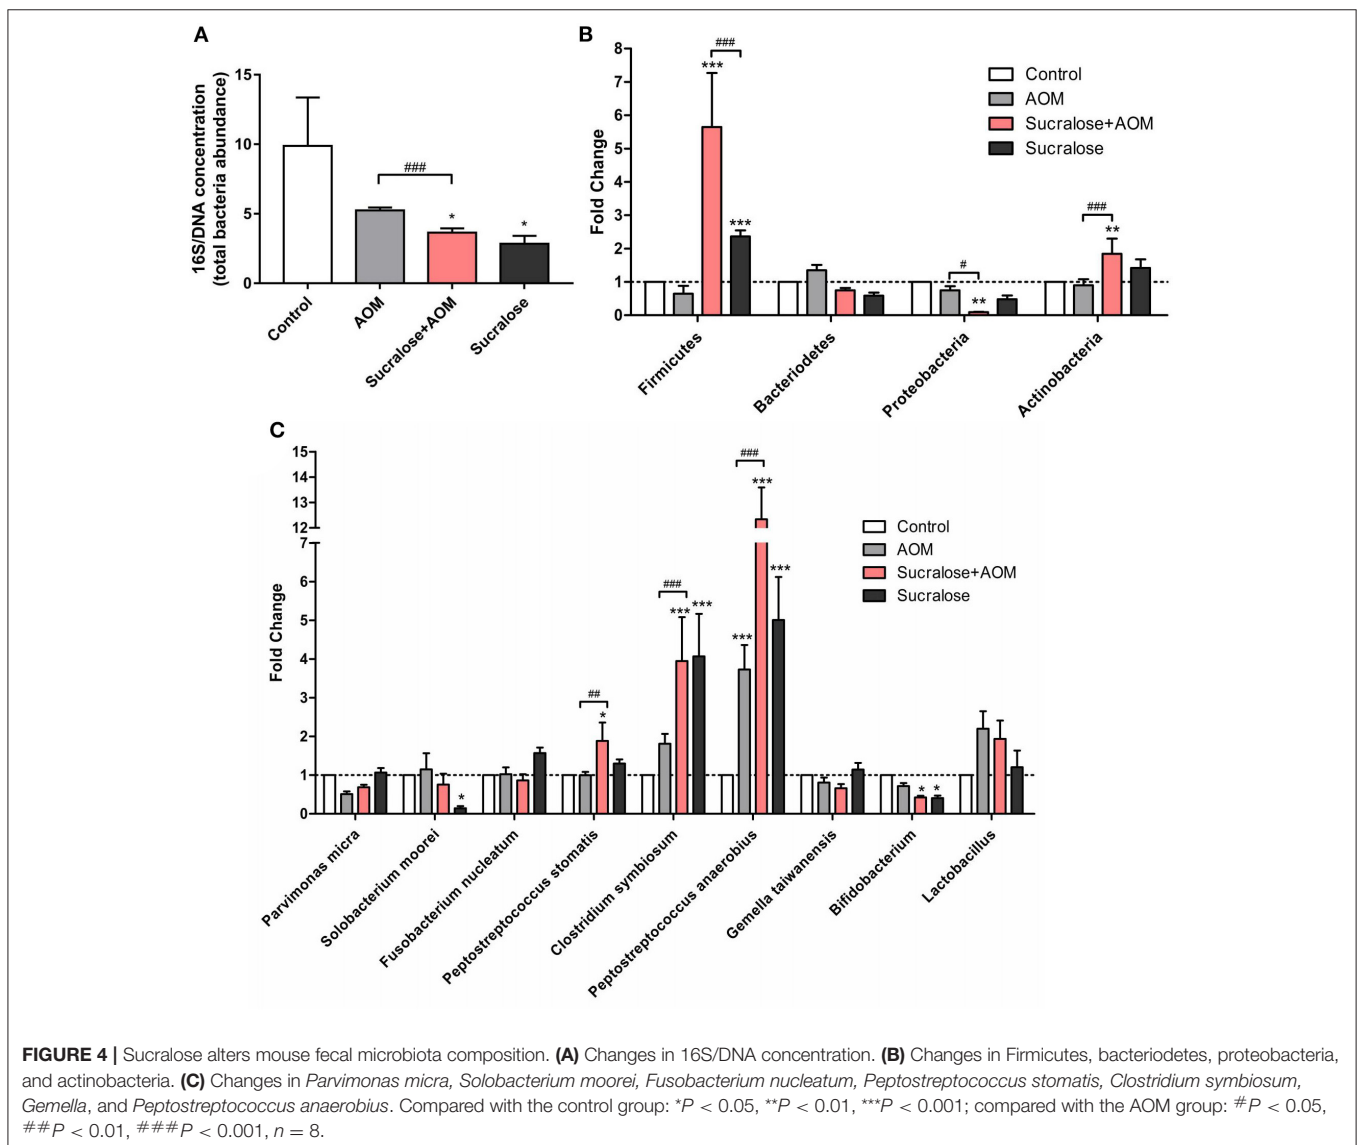 A
16S/DNA concentration
(total bacteria abundance)
15
10
5
0
###
*
*
Control
AOM
Sucralose+AOM
Sucralose
B
Fold Change
8
7
6
5
4
3
2
1
0
###
***
***
#
**
###
**
Control
AOM
Sucralose+AOM
Sucralose
Firmicutes
Bacteriodetes
Proteobacteria
Actinobacteria
C
Fold Change
15
14
13
12
7
6
5
4
3
2
1
0
*
##
*
###
***
***
***
###
***
***
*
*
Control
AOM
Sucralose+AOM
Sucralose
Parvimonas micra
Solobacterium moorei
Fusobacterium nucleatum
Peptostreptococcus stomatis
Clostridium symbiosum
Peptostreptococcus anaerobius
Gemella taiwanensis
Bifidobacterium
Lactobacillus
FIGURE 4 | Sucralose alters mouse fecal microbiota composition. (A) Changes in 16S/DNA concentration. (B) Changes in Firmicutes, bacteriodetes, proteobacteria,
and actinobacteria. (C) Changes in Parvimonas micra, Solobacterium moorei, Fusobacterium nucleatum, Peptostreptococcus stomatis, Clostridium symbiosum,
Gemella, and Peptostreptococcus anaerobius. Compared with the control group: *P < 0.05, **P < 0.01, ***P < 0.001; compared with the AOM group: #P < 0.05,
##P < 0.01, ###P < 0.001, n = 8.